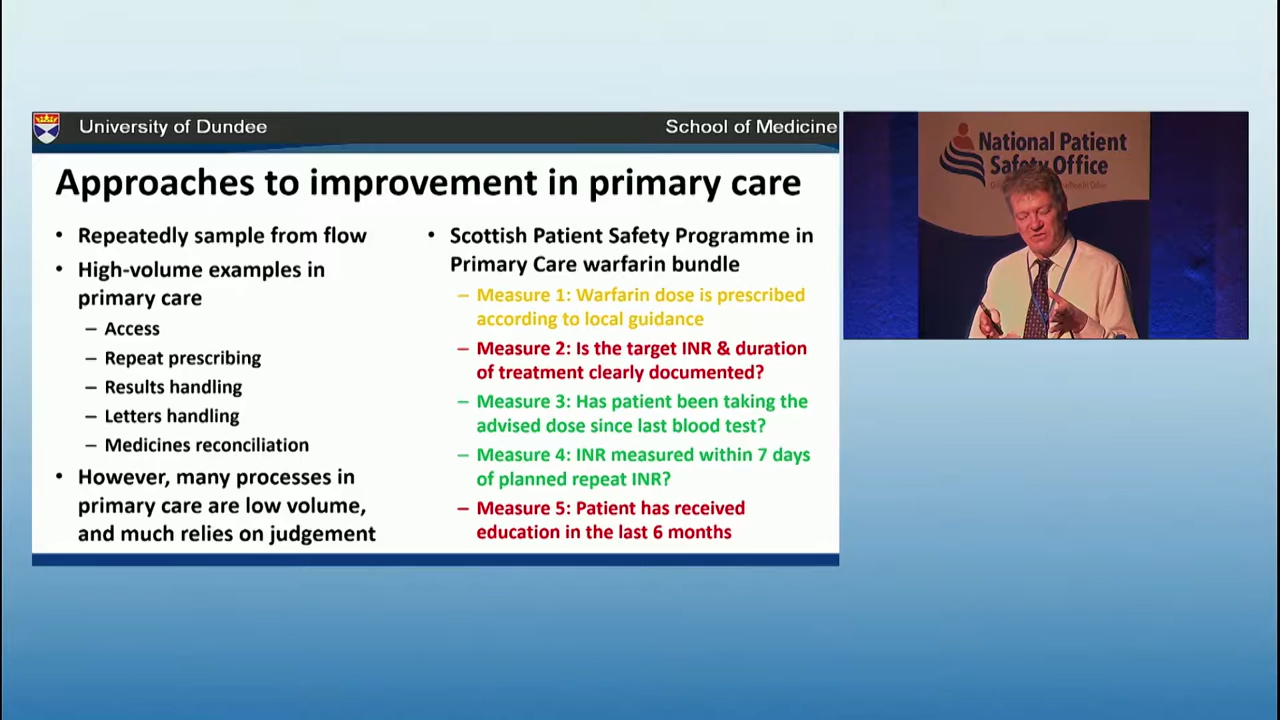 University of Dundee
School of Medicine
Approaches to improvement in primary care
• Repeatedly sample from flow
• High-volume examples in
primary care
– Access
– Repeat prescribing
– Results handling
– Letters handling
– Medicines reconciliation
• However, many processes in
primary care are low volume,
and much relies on judgement
• Scottish Patient Safety Programme in
Primary Care warfarin bundle
– Measure 1: Warfarin dose is prescribed
according to local guidance
– Measure 2: Is the target INR & duration
of treatment clearly documented?
– Measure 3: Has patient been taking the
advised dose since last blood test?
– Measure 4: INR measured within 7 days
of planned repeat INR?
– Measure 5: Patient has received
education in the last 6 months
National Patient
Safety Office